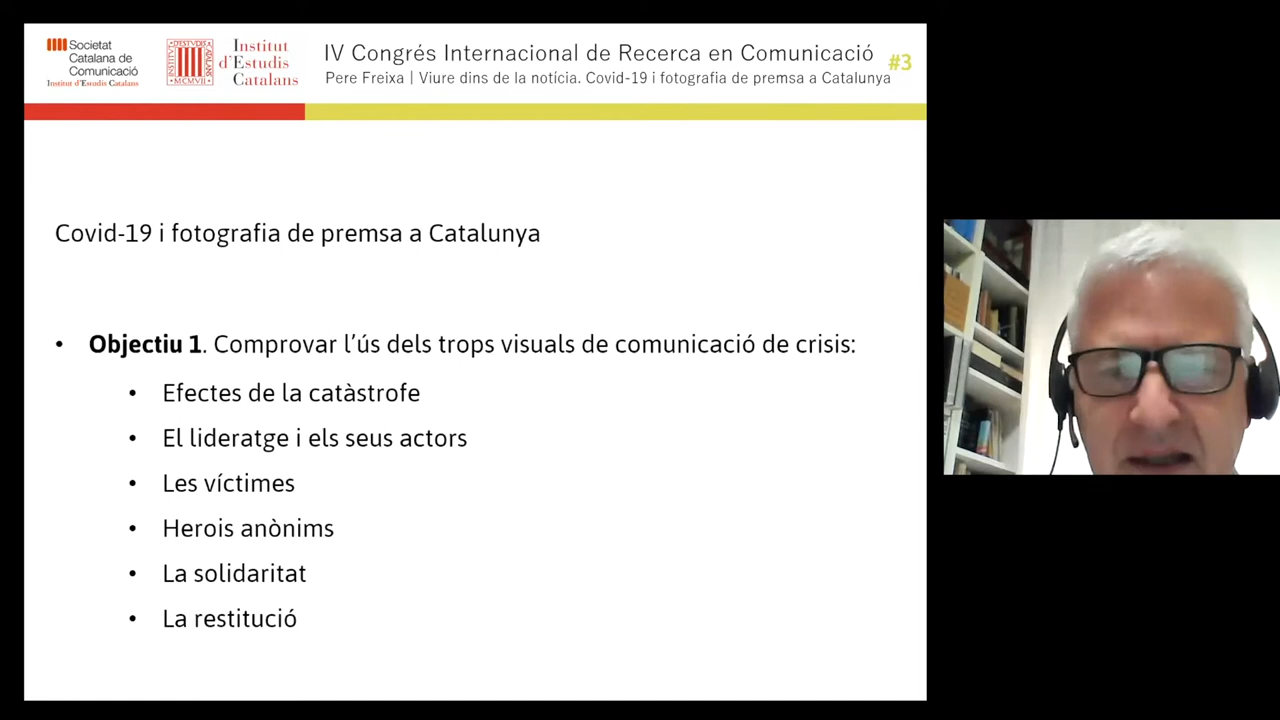 Societat
Catalana de
Comunicació
Institut d'Estudis Catalans
Institut
d'Estudis
Catalans
IV Congrés Internacional de Recerca en Comunicació
Pere Freixa | Viure dins de la notícia. Covid-19 i fotografia de premsa a Catalunya
#3
Covid-19 i fotografia de premsa a Catalunya
• Objectiu 1. Comprovar l'ús dels trops visuals de comunicació de crisis:
• Efectes de la catàstrofe
• El lideratge i els seus actors
• Les víctimes
• Herois anònims
• La solidaritat
• La restitució